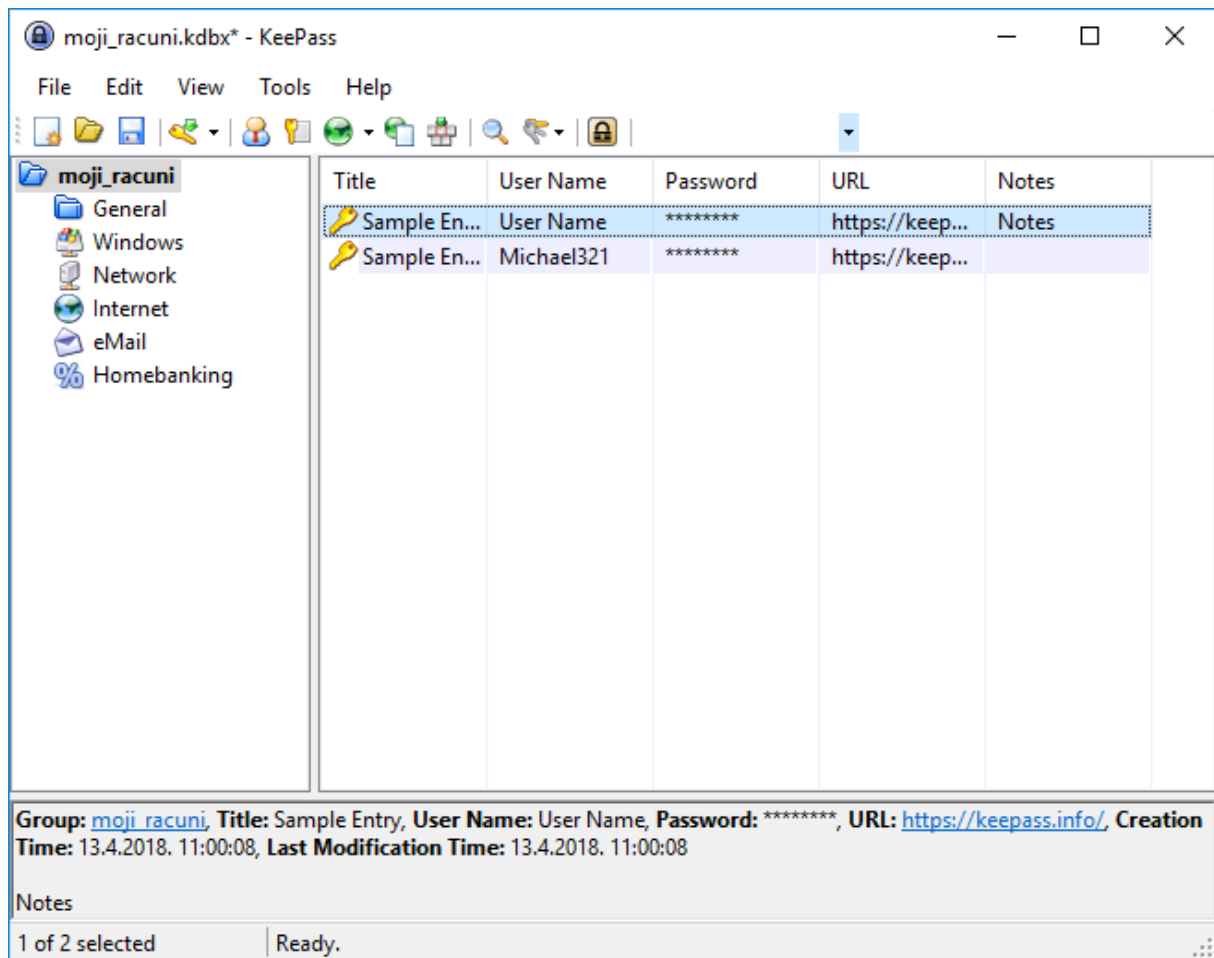 moji_racuni.kdbx* - KeePass
File Edit View Tools Help
moji_racuni
General
Windows
Network
Internet
eMail
Homebanking
Title User Name Password URL Notes
Sample En... User Name ******** https://keep... Notes
Sample En... Michael321 ******** https://keep...
Group: moji_racuni, Title: Sample Entry, User Name: User Name, Password: ********, URL: https://keepass.info/, Creation
Time: 13.4.2018. 11:00:08, Last Modification Time: 13.4.2018. 11:00:08
Notes
1 of 2 selected Ready.